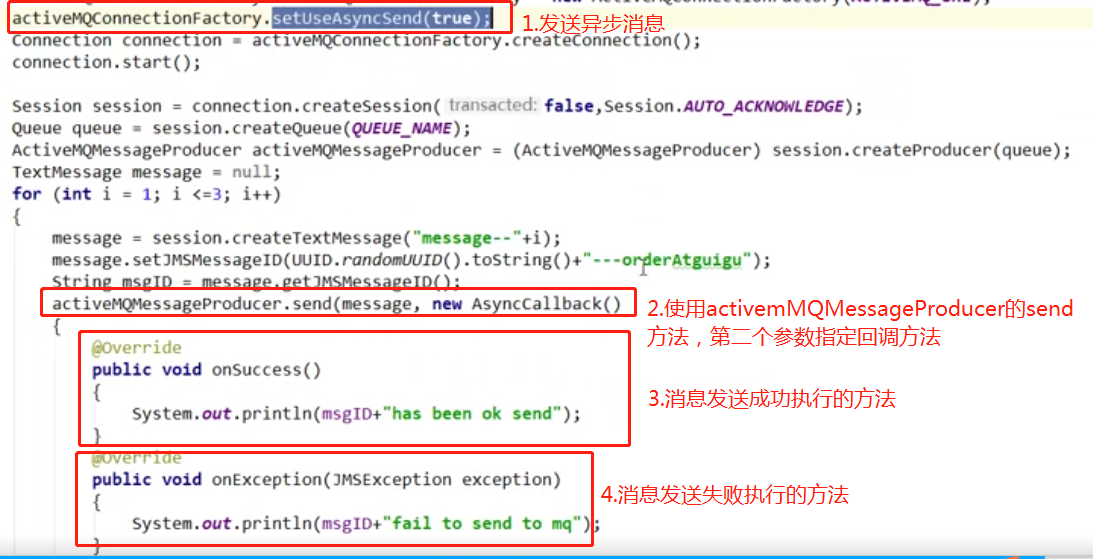 activeMQConnectionFactory.setUseAsyncSend(true);
1.发送异步消息
Connection connection = activeMQConnectionFactory.createConnection();
connection.start();
Session session = connection.createSession( transacted: false,Session.AUTO_ACKNOWLEDGE);
Queue queue = session.createQueue(QUEUE_NAME);
ActiveMQMessageProducer activeMQMessageProducer = (ActiveMQMessageProducer) session.createProducer(queue);
TextMessage message = null;
for (int i = 1; i <=3; i++)
{
message = session.createTextMessage("message--"+i);
message.setJMSMessageID(UUID.randomUUID().toString()+"---orderAtguigu");
String msgID = message.getJMSMessageID();
activeMQMessageProducer.send(message, new AsyncCallback()
2.使用activemMQMessageProducer的send
方法，第二个参数指定回调方法
{
@Override
public void onSuccess()
{
3.消息发送成功执行的方法
System.out.println(msgID+"has been ok send");
}
@Override
public void onException(JMSException exception)
4.消息发送失败执行的方法
{
System.out.println(msgID+"fail to send to mq");
}